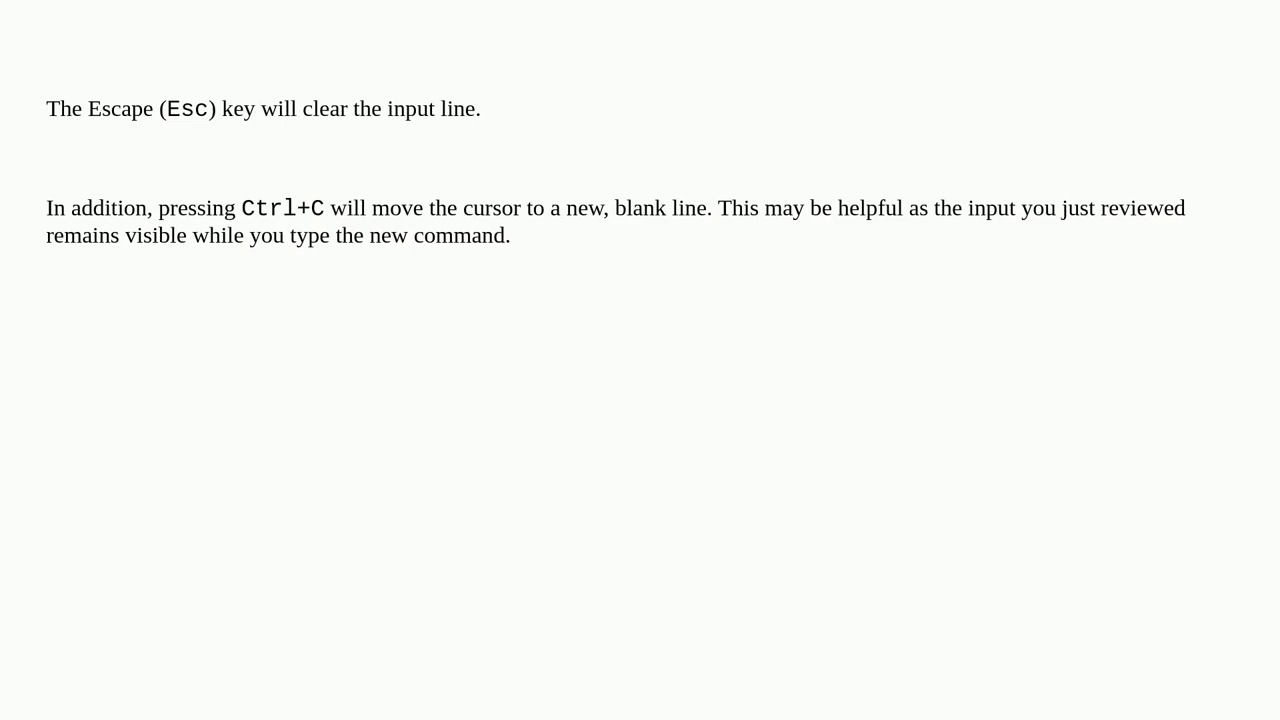 The Escape (Esc) key will clear the input line.
In addition, pressing Ctrl+C will move the cursor to a new, blank line. This may be helpful as the input you just reviewed
remains visible while you type the new command.